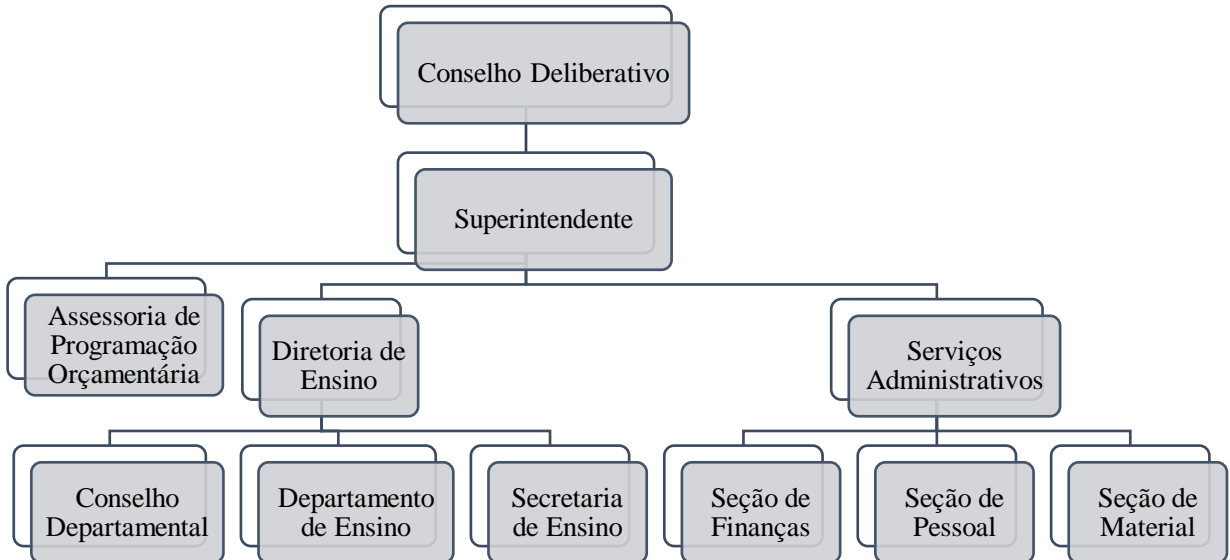 Conselho Deliberativo
Superintendente
Assessoria de
Programação
Orçamentária
Diretoria de
Ensino
Serviços
Administrativos
Conselho
Departamental
Departamento
de Ensino
Secretaria
de Ensino
Seção de
Finanças
Seção de
Pessoal
Seção de
Material